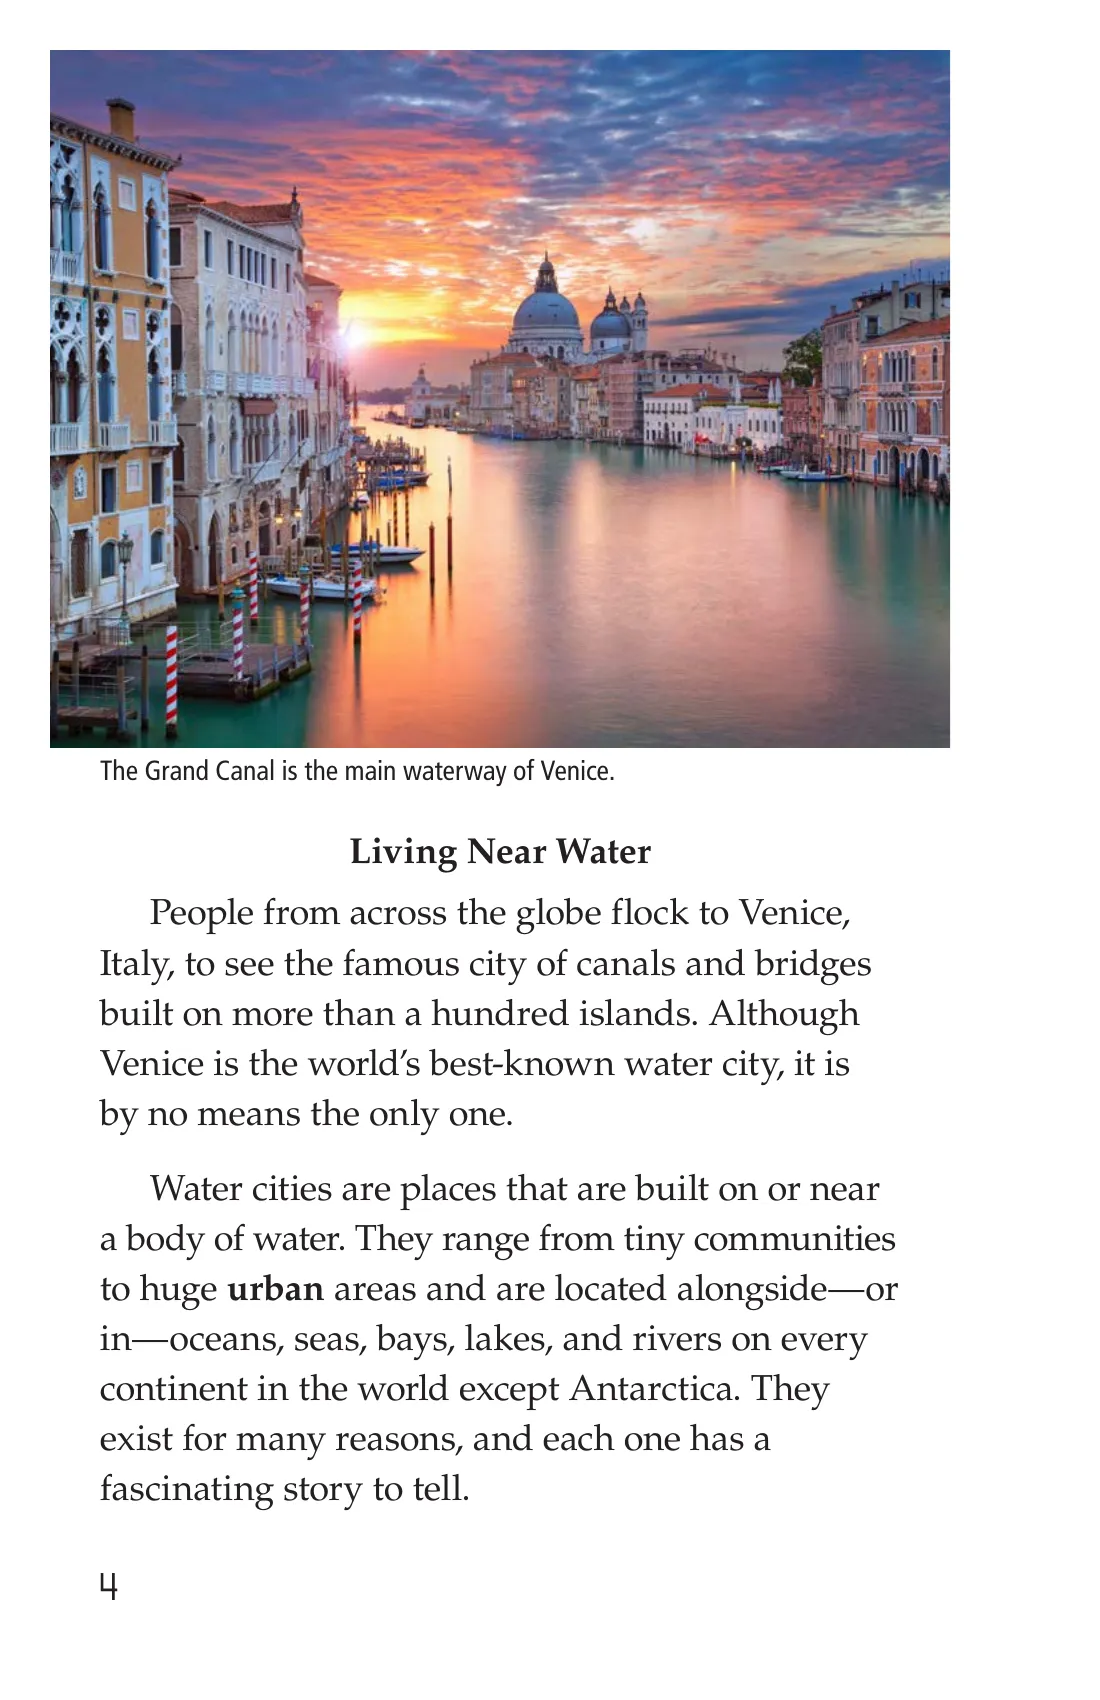 The Grand Canal is the main waterway of Venice.
Living Near Water
People from across the globe flock to Venice,
Italy, to see the famous city of canals and bridges
built on more than a hundred islands. Although
Venice is the world’s best-known water city, it is
by no means the only one.
Water cities are places that are built on or near
a body of water. They range from tiny communities
to huge urban areas and are located alongside—or
in—oceans, seas, bays, lakes, and rivers on every
continent in the world except Antarctica. They
exist for many reasons, and each one has a
fascinating story to tell.
4